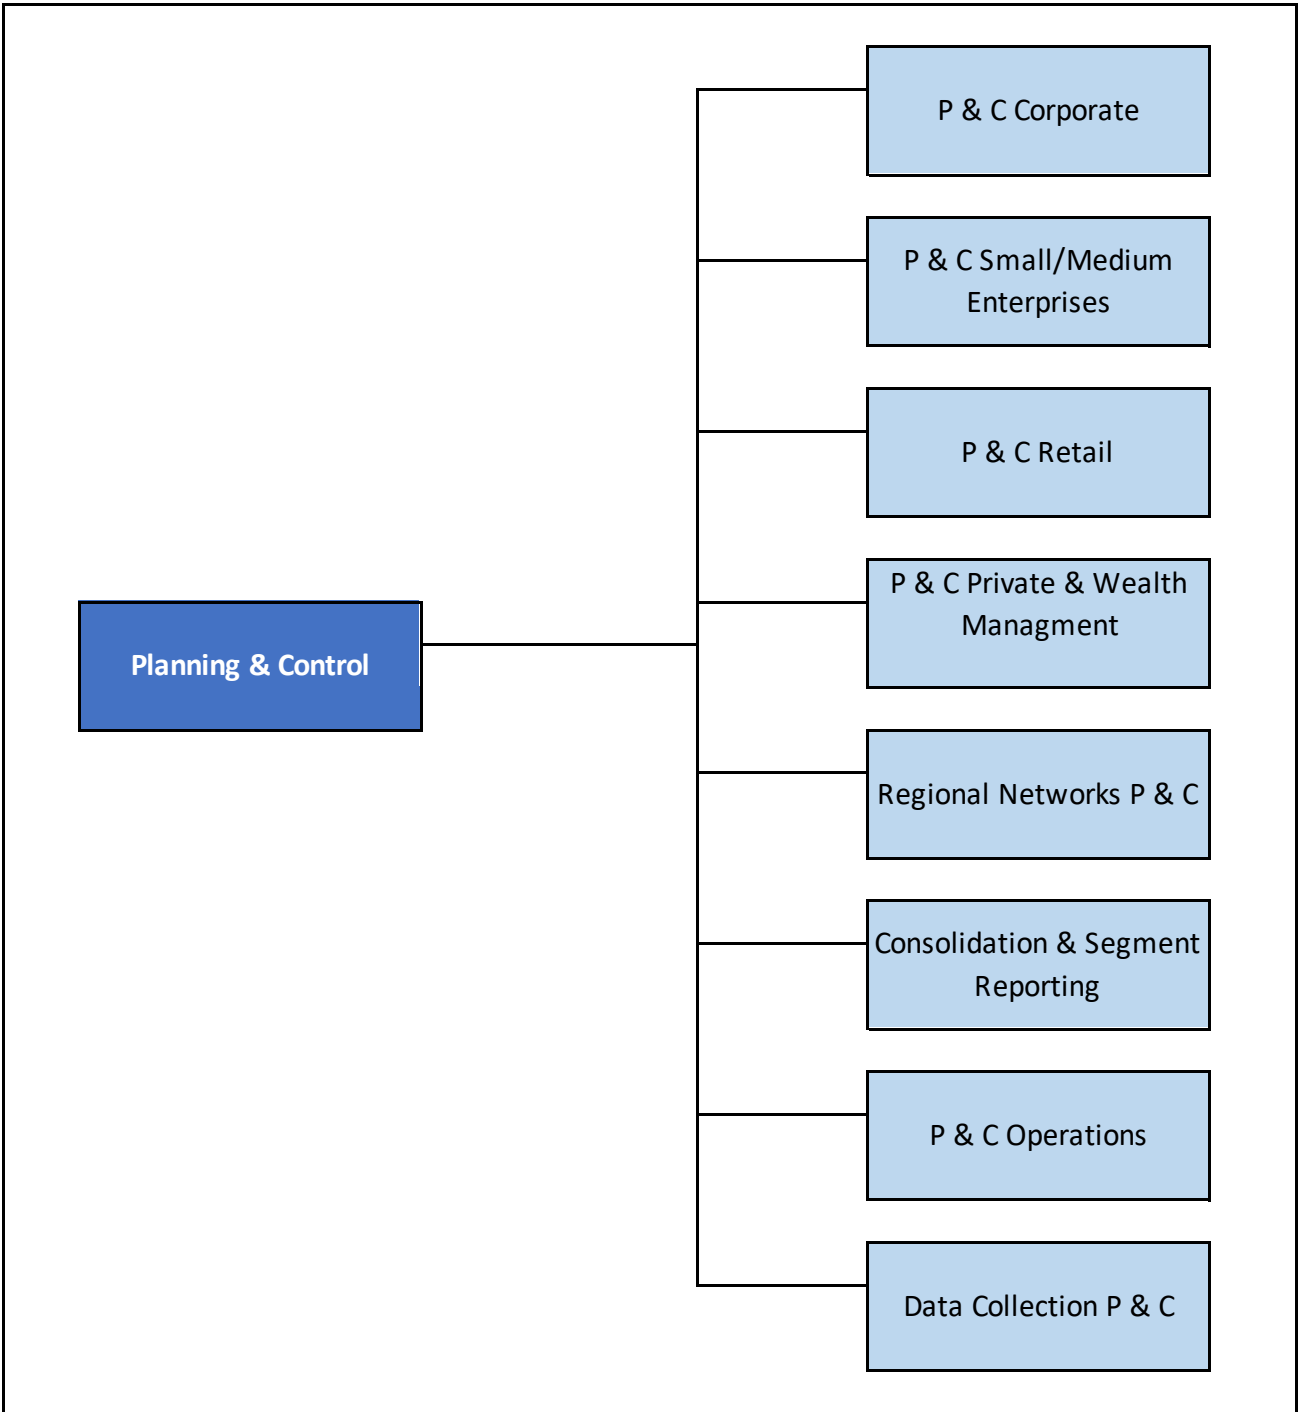 P & C Corporate
P & C Small/Medium
Enterprises
P & C Retail
P & C Private & Wealth
Managment
Planning & Control
Regional Networks P & C
Consolidation & Segment
Reporting
P & C Operations
Data Collection P & C